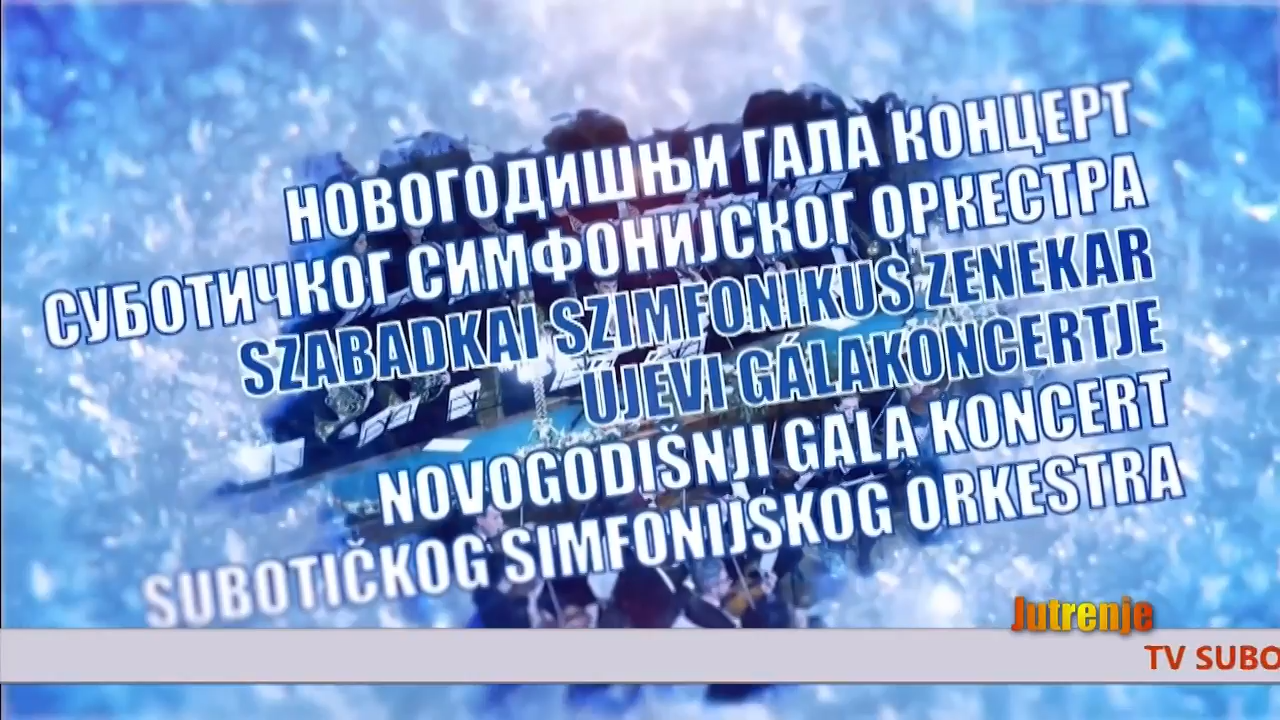 НОВОГОДИШЊИ ГАЛА КОНЦЕРТ
СУБОТИЧКОГ СИМФОНИЈСКОГ ОРКЕСТРА
SZABADKAI SZIMFONIKUS ZENEKAR
ÚJÉVI GÁLAKONCERTJE
NOVOGODIŠNJI GALA KONCERT
SUBOTIČKOG SIMFONIJSKOG ORKESTRA
Jutrenje
TV SUBO